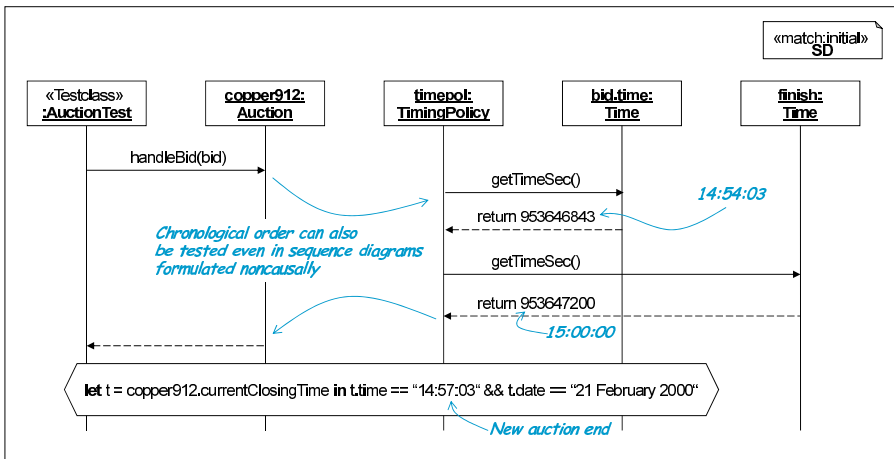 «match:initial»
SD
«Testclass»
:AuctionTest
copper912:
Auction
timepol:
TimingPolicy
bid.time:
Time
finish:
Time
handleBid(bid)
getTimeSec()
14:54:03
return 953646843
Chronological order can also
be tested even in sequence diagrams
formulated noncausally
getTimeSec()
return 953647200
15:00:00
let t = copper912.currentClosingTime in t.time == "14:57:03" && t.date == "21 February 2000"
New auction end